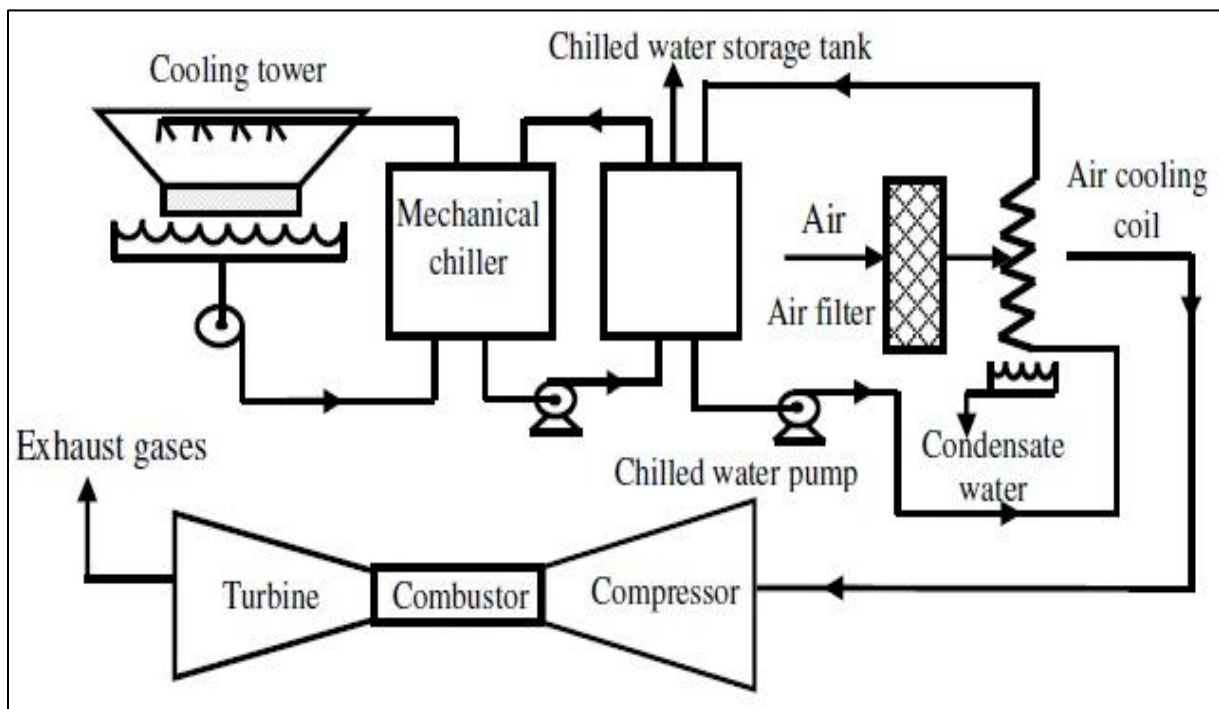 Chilled water storage tank
Cooling tower
Mechanical
chiller
Air
Air filter
Air cooling
coil
Condensate
water
Chilled water pump
Exhaust gases
Turbine
Combustor
Compressor